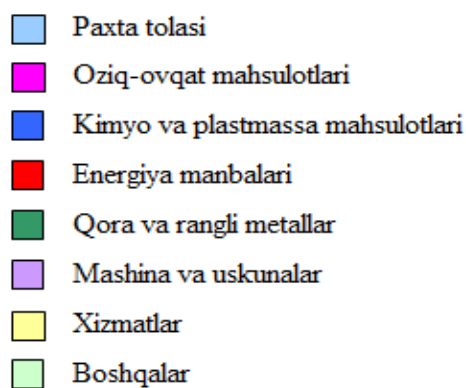 Paxta tolasi
Oziq-ovqat mahsulotlari
Kimyo va plastmassa mahsulotlari
Energiya manbalari
Qora va rangli metallar
Mashina va uskunalar
Xizmatlar
Boshqalar